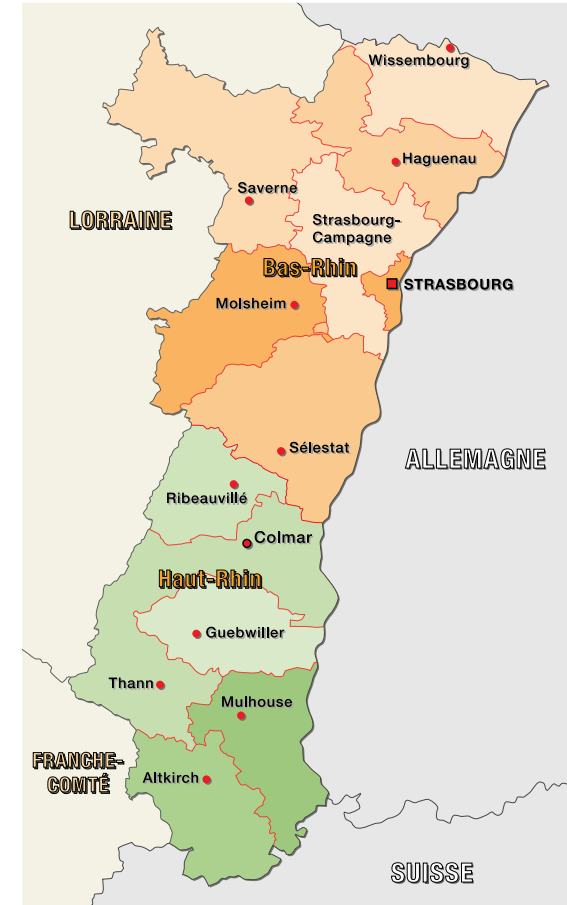 Wissembourg
Haguenau
Saverne
LORRAINE
Strasbourg-
Campagne
Bas-Rhin
STRASBOURG
Molsheim
Sélestat
ALLEMAGNE
Ribeauvillé
Colmar
Haut-Rhin
Guebwiller
Thann
Mulhouse
FRANCHE-
COMTÉ
Altkirch
SUISSE